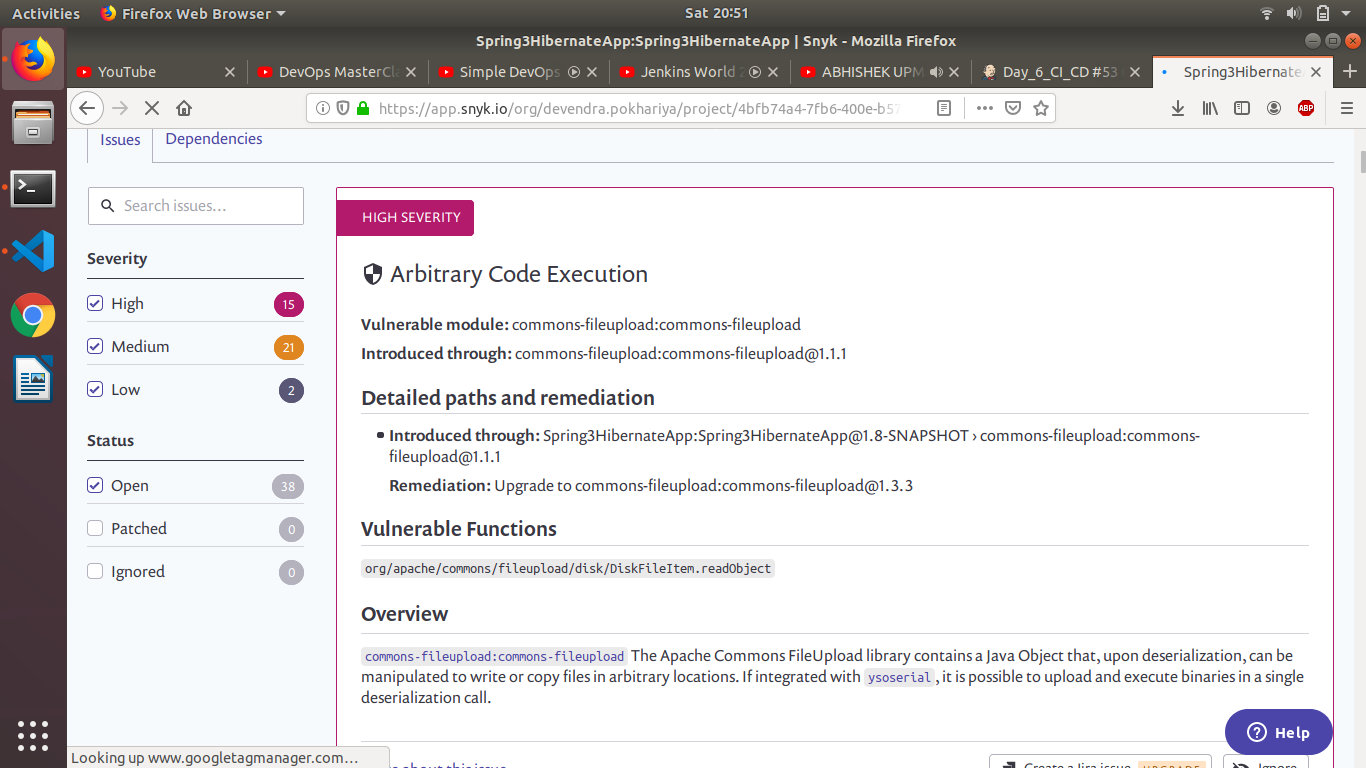 Activities
Firefox Web Browser
Sat 20:51
Spring3HibernateApp:Spring3HibernateApp | Snyk - Mozilla Firefox
YouTube
DevOps MasterCla
Simple DevOps
Jenkins World 2
ABHISHEK UPM
Day_6_CI_CD #53
Spring3Hibernate
https://app.snyk.io/org/devendra.pokhariya/project/4bfb74a4-7fb6-400e-b57
ABP
Issues
Dependencies
Search issues...
Severity
High
15
Medium
21
Low
2
Status
Open
38
Patched
0
Ignored
0
HIGH SEVERITY
Arbitrary Code Execution
Vulnerable module: commons-fileupload:commons-fileupload
Introduced through: commons-fileupload:commons-fileupload@1.1.1
Detailed paths and remediation
Introduced through: Spring3HibernateApp:Spring3HibernateApp@1.8-SNAPSHOT › commons-fileupload:commons-
fileupload@1.1.1
Remediation: Upgrade to commons-fileupload:commons-fileupload@1.3.3
Vulnerable Functions
org/apache/commons/fileupload/disk/DiskFileItem.readObject
Overview
commons-fileupload:commons-fileupload The Apache Commons FileUpload library contains a Java Object that, upon deserialization, can be
manipulated to write or copy files in arbitrary locations. If integrated with ysoserial, it is possible to upload and execute binaries in a single
deserialization call.
Help
Looking up www.googletagmanager.com…
about this issue
Create a Jira issue
UPGRADE
Ignore